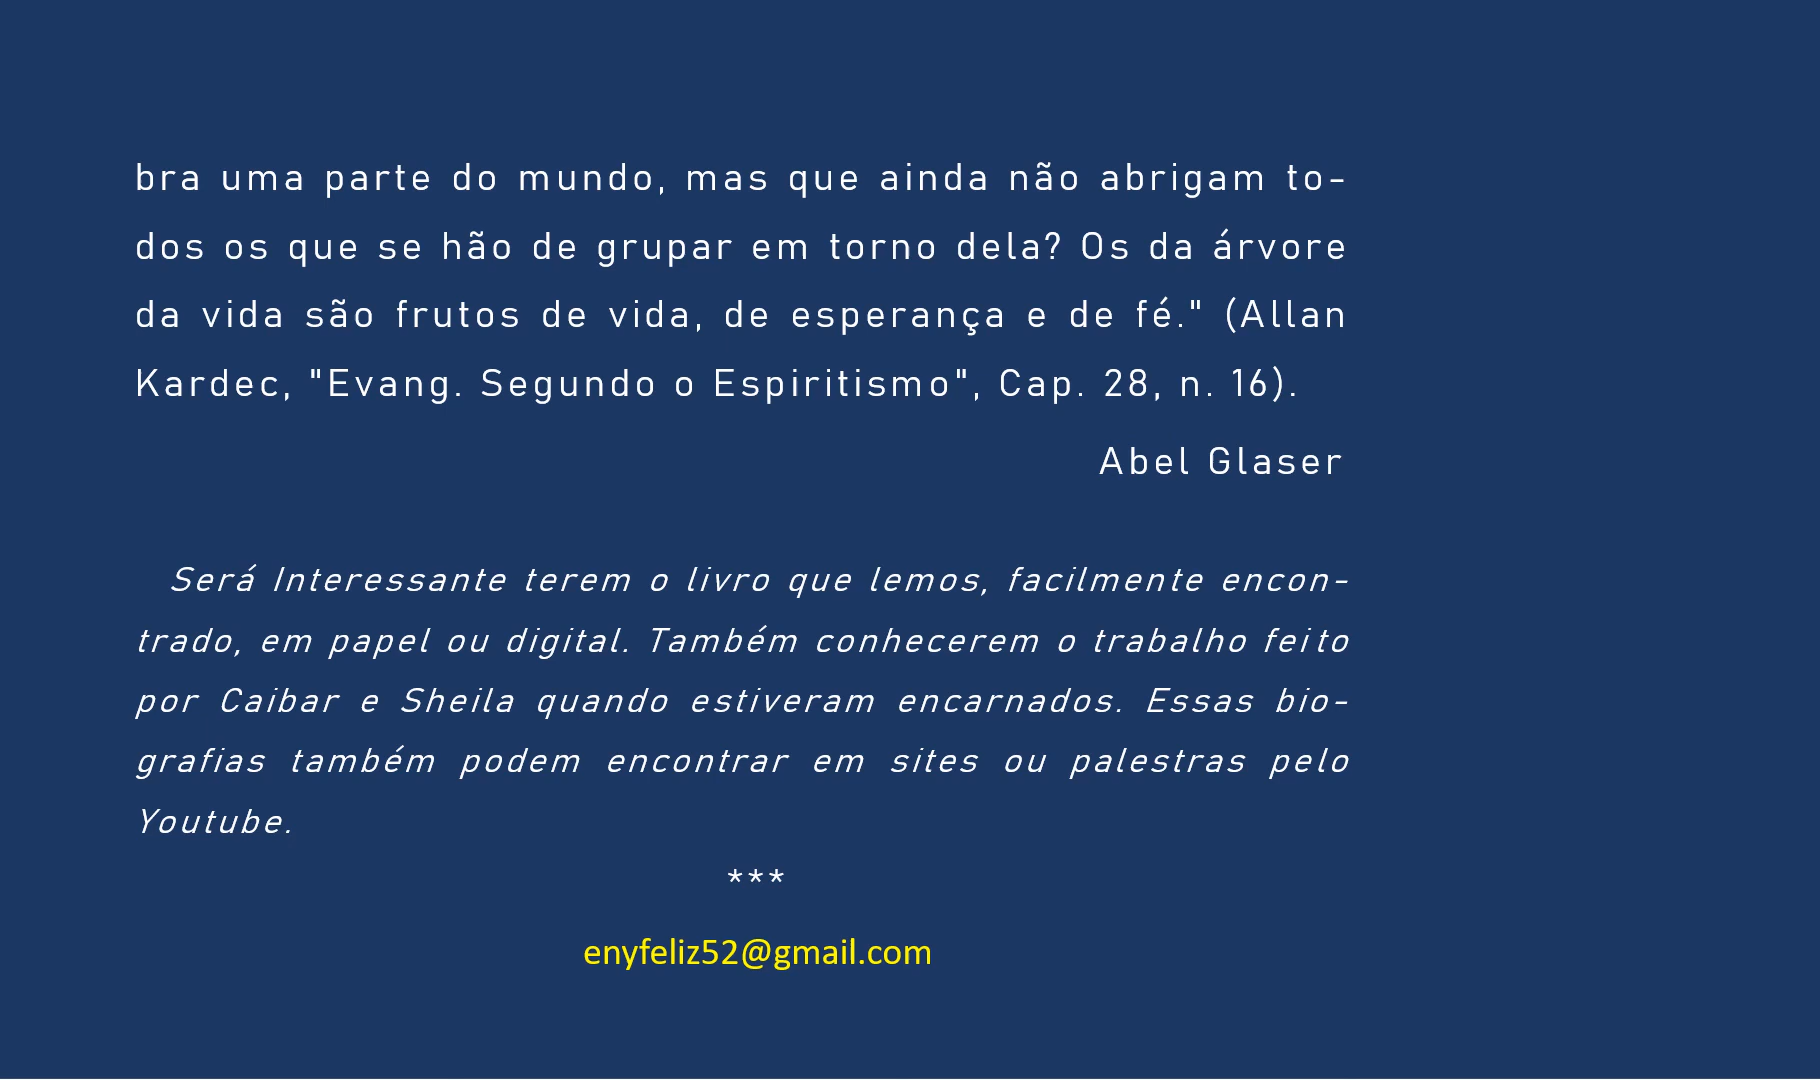 bra uma parte do mundo, mas que ainda não abrigam to-
dos os que se hão de grupar em torno dela? Os da árvore
da vida são frutos de vida, de esperança e de fé." (Allan
Kardec, "Evang. Segundo o Espiritismo", Cap. 28, n. 16).
Abel Glaser
Será Interessante terem o livro que lemos, facilmente encon-
trado, em papel ou digital. Também conhecerem o trabalho feito
por Caibar e Sheila quando estiveram encarnados. Essas bio-
grafias também podem encontrar em sites ou palestras pelo
Youtube.
***
enyfeliz52@gmail.com